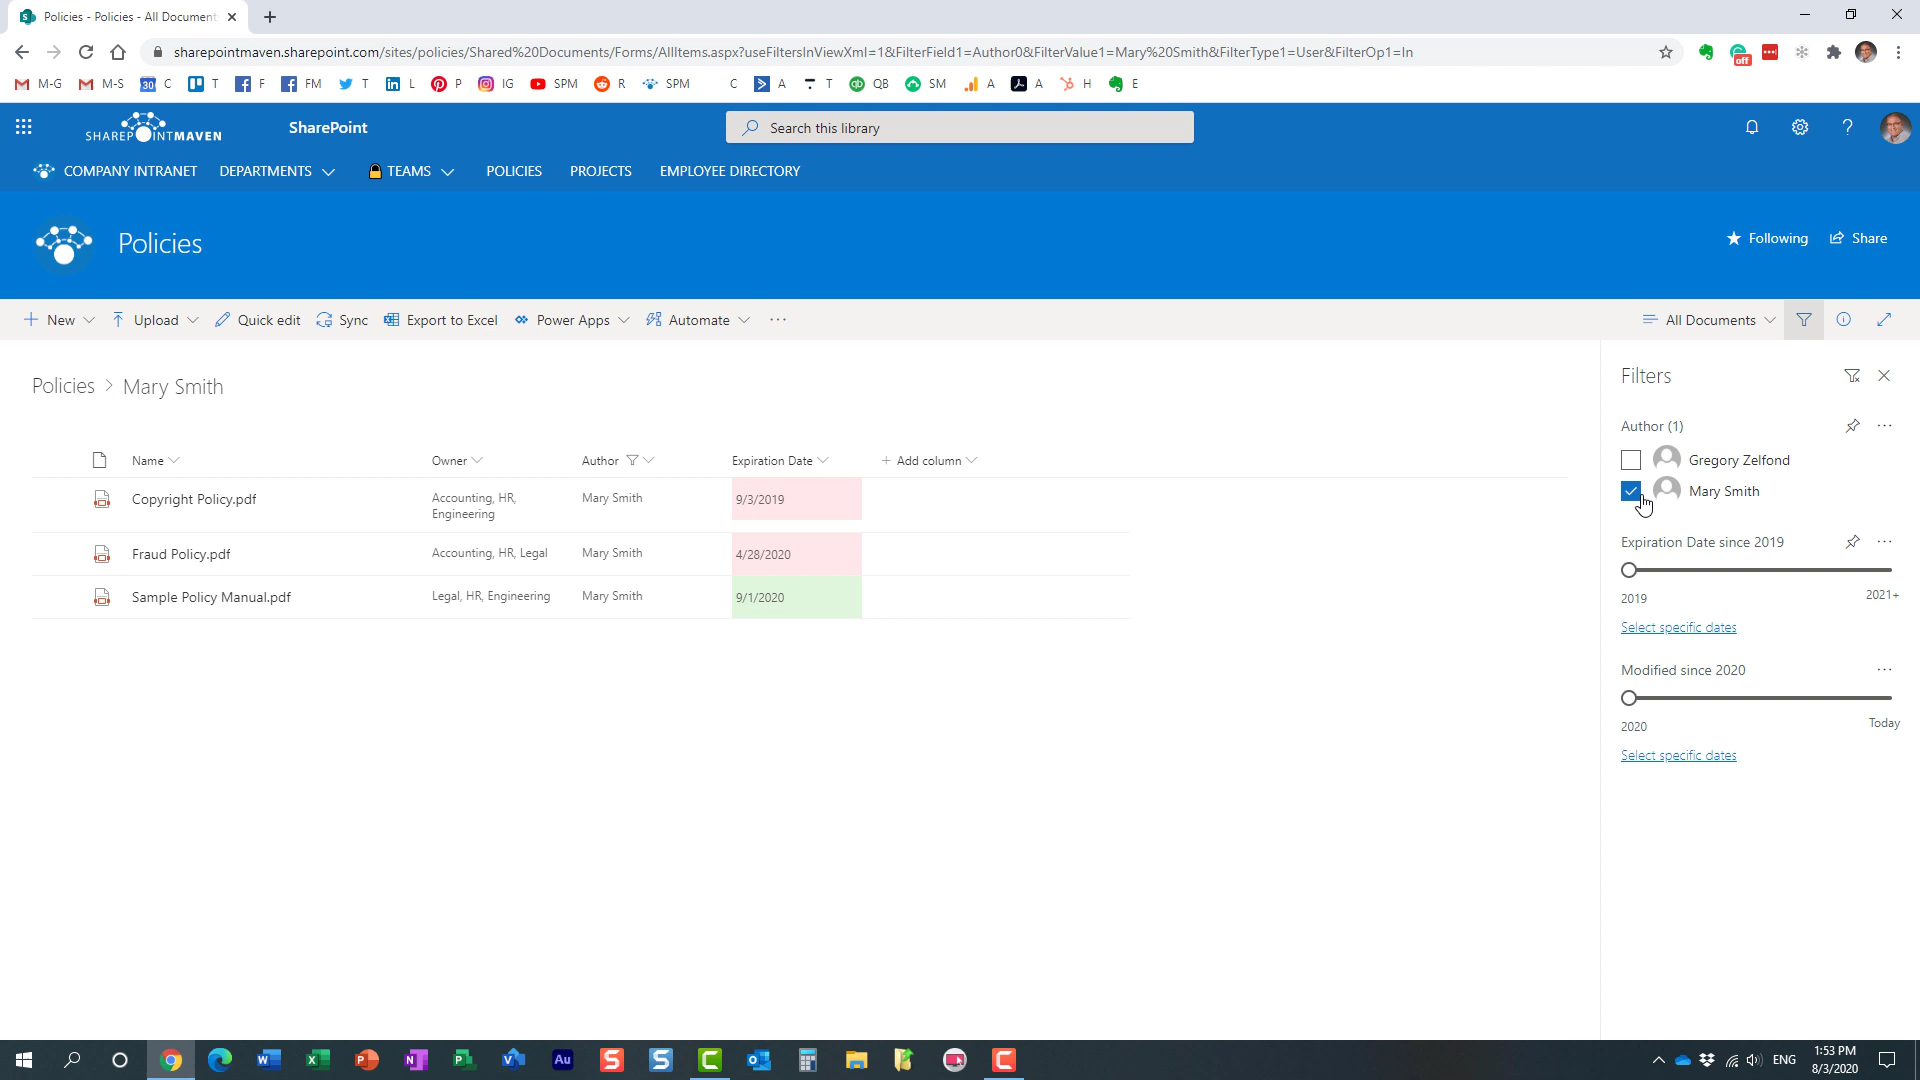 Policies - Policies - All Document
sharepointmaven.sharepoint.com/sites/policies/Shared%20Documents/Forms/AllItems.aspx?useFiltersInViewXml=1&FilterField1=Author0&FilterValue1=Mary%20Smith&FilterType1=User&FilterOp1=In
off
M-G M-S 30 C T F FM T L P IG SPM R SPM C A T QB SM A A H E
SHAREPOINTMAVEN SharePoint Search this library ?
COMPANY INTRANET DEPARTMENTS TEAMS POLICIES PROJECTS EMPLOYEE DIRECTORY
Policies
Following Share
+ New Upload Quick edit Sync Export to Excel Power Apps Automate ... All Documents
Policies > Mary Smith
Name Owner Author Expiration Date + Add column
Copyright Policy.pdf Accounting, HR, Mary Smith 9/3/2019
Engineering
Fraud Policy.pdf Accounting, HR, Legal Mary Smith 4/28/2020
Sample Policy Manual.pdf Legal, HR, Engineering Mary Smith 9/1/2020
Filters
Author (1)
Gregory Zelfond
Mary Smith
Expiration Date since 2019
2019 2021+
Select specific dates
Modified since 2020
2020 Today
Select specific dates
Au
ENG
1:53 PM
8/3/2020